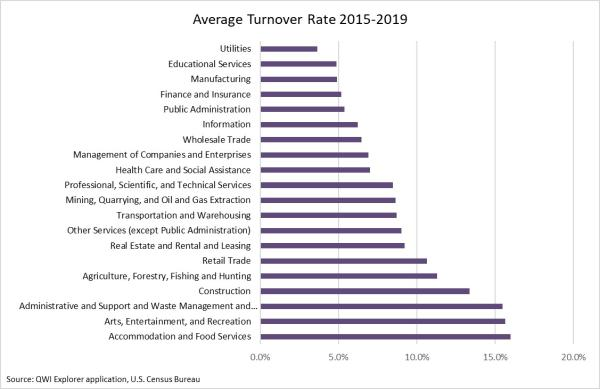 Average Turnover Rate 2015-2019
Utilities
Educational Services
Manufacturing
Finance and Insurance
Public Administration
Information
Wholesale Trade
Management of Companies and Enterprises
Health Care and Social Assistance
Professional, Scientific, and Technical Services
Mining, Quarrying, and Oil and Gas Extraction
Transportation and Warehousing
Other Services (except Public Administration)
Real Estate and Rental and Leasing
Retail Trade
Agriculture, Forestry, Fishing and Hunting
Construction
Administrative and Support and Waste Management and...
Arts, Entertainment, and Recreation
Accommodation and Food Services
0.0% 5.0% 10.0% 15.0% 20.0%
Source: QWI Explorer application, U.S. Census Bureau